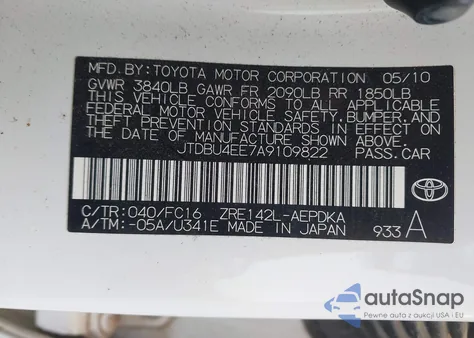 MFD.BY:TOYOTA MOTOR CORPORATION 05/10
GVWR 3840LB GAWR FR 2090LB RR 1850LB
THIS VEHICLE CONFORMS TO ALL APPLICABLE
FEDERAL MOTOR VEHICLE SAFETY,BUMPER,AND
THEFT PREVENTION STANDARDS IN EFFECT ON
THE DATE OF MANUFACTURE SHOWN ABOVE.
JTDBU4EE7A9109822 PASS.CAR
C/TR:040/FC16 ZRE142L-AEPDKA
A/TM:-05A/U341E MADE IN JAPAN 933 A
TOYOTA
autoSnap
Pewne auta z USA i EU